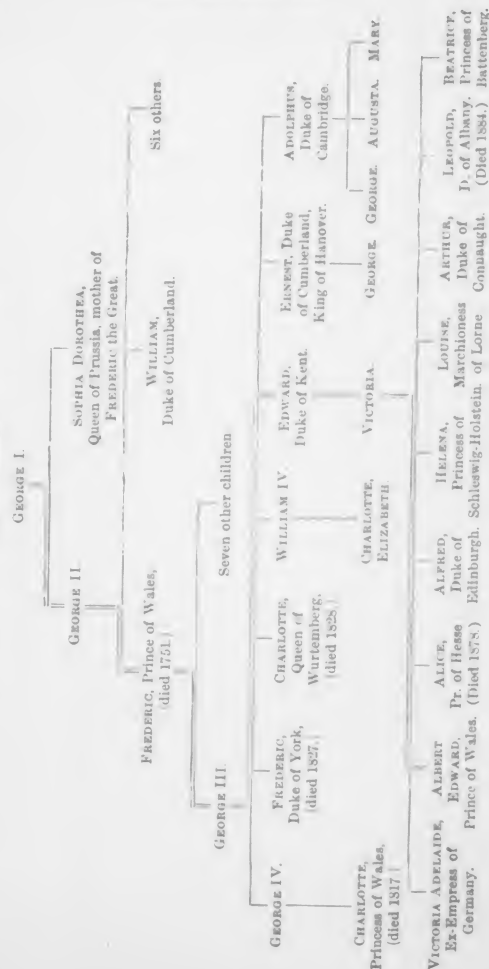 GEORGE I.
GEORGE II
SOPHIA DOROTHEA,
Queen of Prussia, mother of
FREDERIC the Great.
FREDERIC, Prince of Wales,
(died 1751.)
WILLIAM,
Duke of Cumberland.
Six others.
GEORGE III.
Seven other children
GEORGE IV.
FREDERIC,
Duke of York,
(died 1827.)
CHARLOTTE,
Queen of
Wurtemberg,
(died 1828.)
WILLIAM IV.
EDWARD,
Duke of Kent.
ERNEST, Duke
of Cumberland,
King of Hanover.
ADOLPHUS,
Duke of
Cambridge.
CHARLOTTE,
Princess of Wales,
(died 1817.)
CHARLOTTE,
ELIZABETH
VICTORIA.
GEORGE.
GEORGE.
AUGUSTA.
MARY.
VICTORIA ADELAIDE,
Ex-Empress of
Germany.
ALBERT
EDWARD,
Prince of Wales.
ALICE,
Pr. of Hesse
(Died 1878.)
ALFRED,
Duke of
Edinburgh.
HELENA,
Princess of
Schleswig-Holstein.
LOUISE,
Marchioness
of Lorne
ARTHUR,
Duke of
Connaught.
LEOPOLD,
D. of Albany.
(Died 1884.)
BEATRICE,
Princess of
Battenberg.